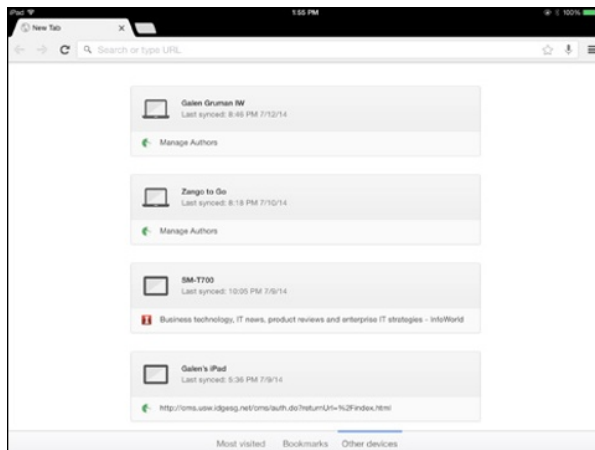 iPad 1:55 PM 100%
New Tab
Search or type URL
Galen Gruman IW
Last synced: 8:46 PM 7/12/14
Manage Authors
Zango to Go
Last synced: 8:18 PM 7/10/14
Manage Authors
SM-T700
Last synced: 10:05 PM 7/9/14
Business technology, IT news, product reviews and enterprise IT strategies - InfoWorld
Galen's iPad
Last synced: 5:36 PM 7/9/14
http://cms.usw.idgesg.net/cms/auth.do?returnUrl=%2Findex.html
Most visited Bookmarks Other devices